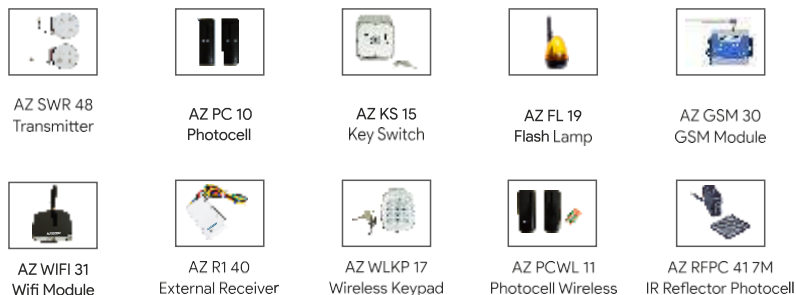 AZ SWR 48
Transmitter
AZ PC 10
Photocell
AZ KS 15
Key Switch
AZ FL 19
Flash Lamp
AZ GSM 30
GSM Module
AZ WIFI 31
Wifi Module
AZ R1 40
External Receiver
AZ WLKP 17
Wireless Keypad
AZ PCWL 11
Photocell Wireless
AZ RFPC 41 7M
IR Reflector Photocell